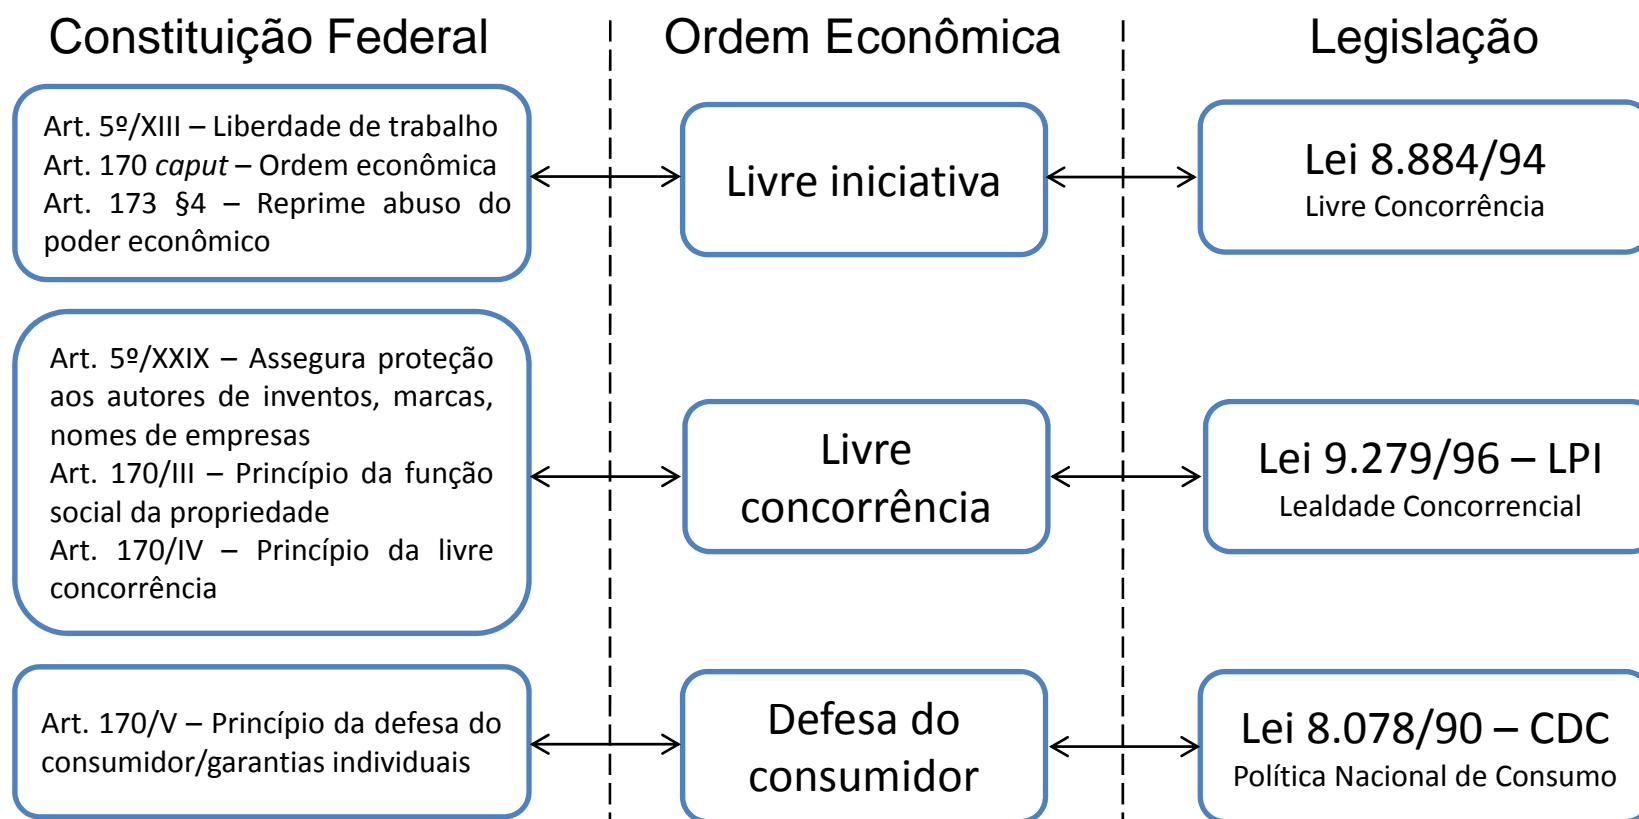 Constituição Federal
Ordem Econômica
Legislação
Art. 5º/XIII – Liberdade de trabalho
Art. 170 caput – Ordem econômica
Art. 173 §4 – Reprime abuso do
poder econômico
Livre iniciativa
Lei 8.884/94
Livre Concorrência
Art. 5º/XXIX – Assegura proteção
aos autores de inventos, marcas,
nomes de empresas
Art. 170/III – Princípio da função
social da propriedade
Art. 170/IV – Princípio da livre
concorrência
Livre
concorrência
Lei 9.279/96 – LPI
Lealdade Concorrencial
Art. 170/V – Princípio da defesa do
consumidor/garantias individuais
Defesa do
consumidor
Lei 8.078/90 – CDC
Política Nacional de Consumo